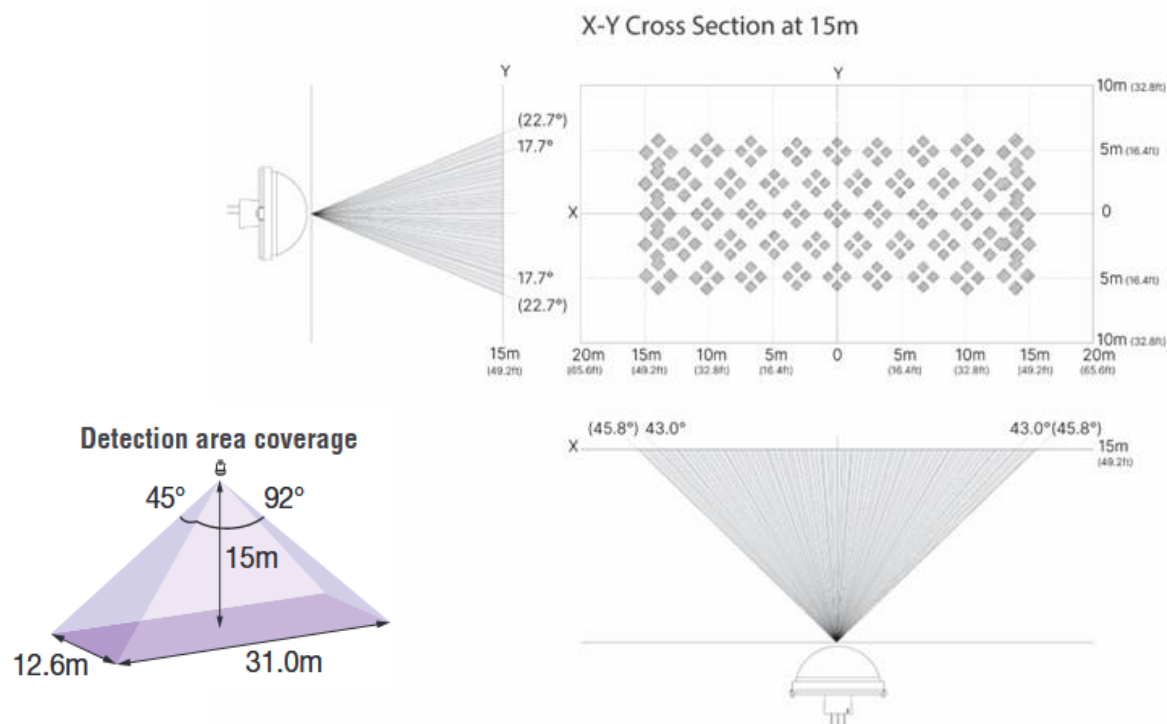 X-Y Cross Section at 15m
Y
(22.7°)
17.7°
17.7°
(22.7°)
15m
(49.2ft)
Y
X
10m (32.8ft)
5m (16.4ft)
0
5m (16.4ft)
10m (32.8ft)
20m 15m 10m 5m 0 5m 10m 15m 20m
(65.6ft) (49.2ft) (32.8ft) (16.4ft) (16.4ft) (32.8ft) (49.2ft) (65.6ft)
Detection area coverage
45° 92°
15m
12.6m
31.0m
(45.8°) 43.0° 43.0° (45.8°)
X
15m
(49.2ft)